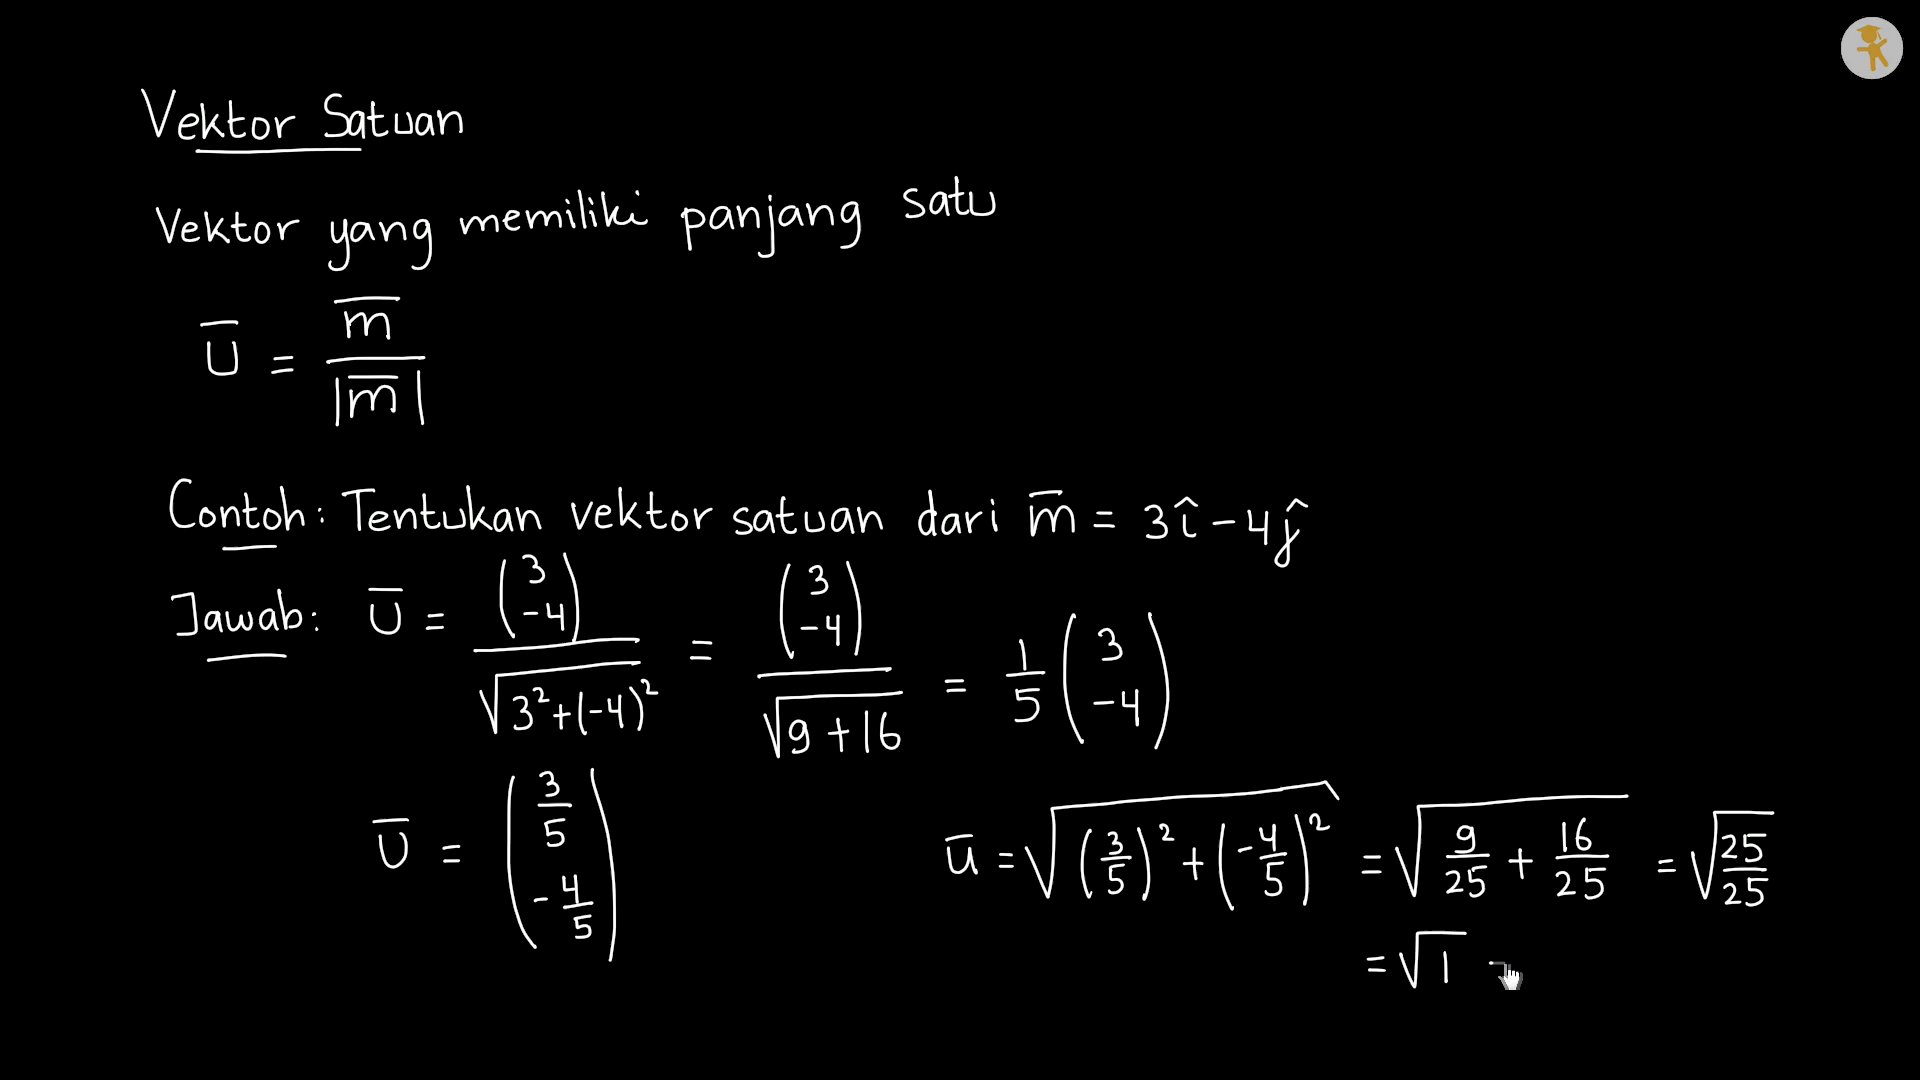 Vektor Satuan
Vektor yang memiliki panjang satu
U̅ = m̅ / |m̅|
Contoh: Tentukan vektor satuan dari m̅ = 3î - 4ĵ
Jawab: U̅ = (3 -4) / √(3² + (-4)²) = (3 -4) / √(9 + 16) = 1/5 (3 -4)
U̅ = (3/5 -4/5)
u̅ = √((3/5)² + (-4/5)²) = √(9/25 + 16/25) = √(25/25)
= √1